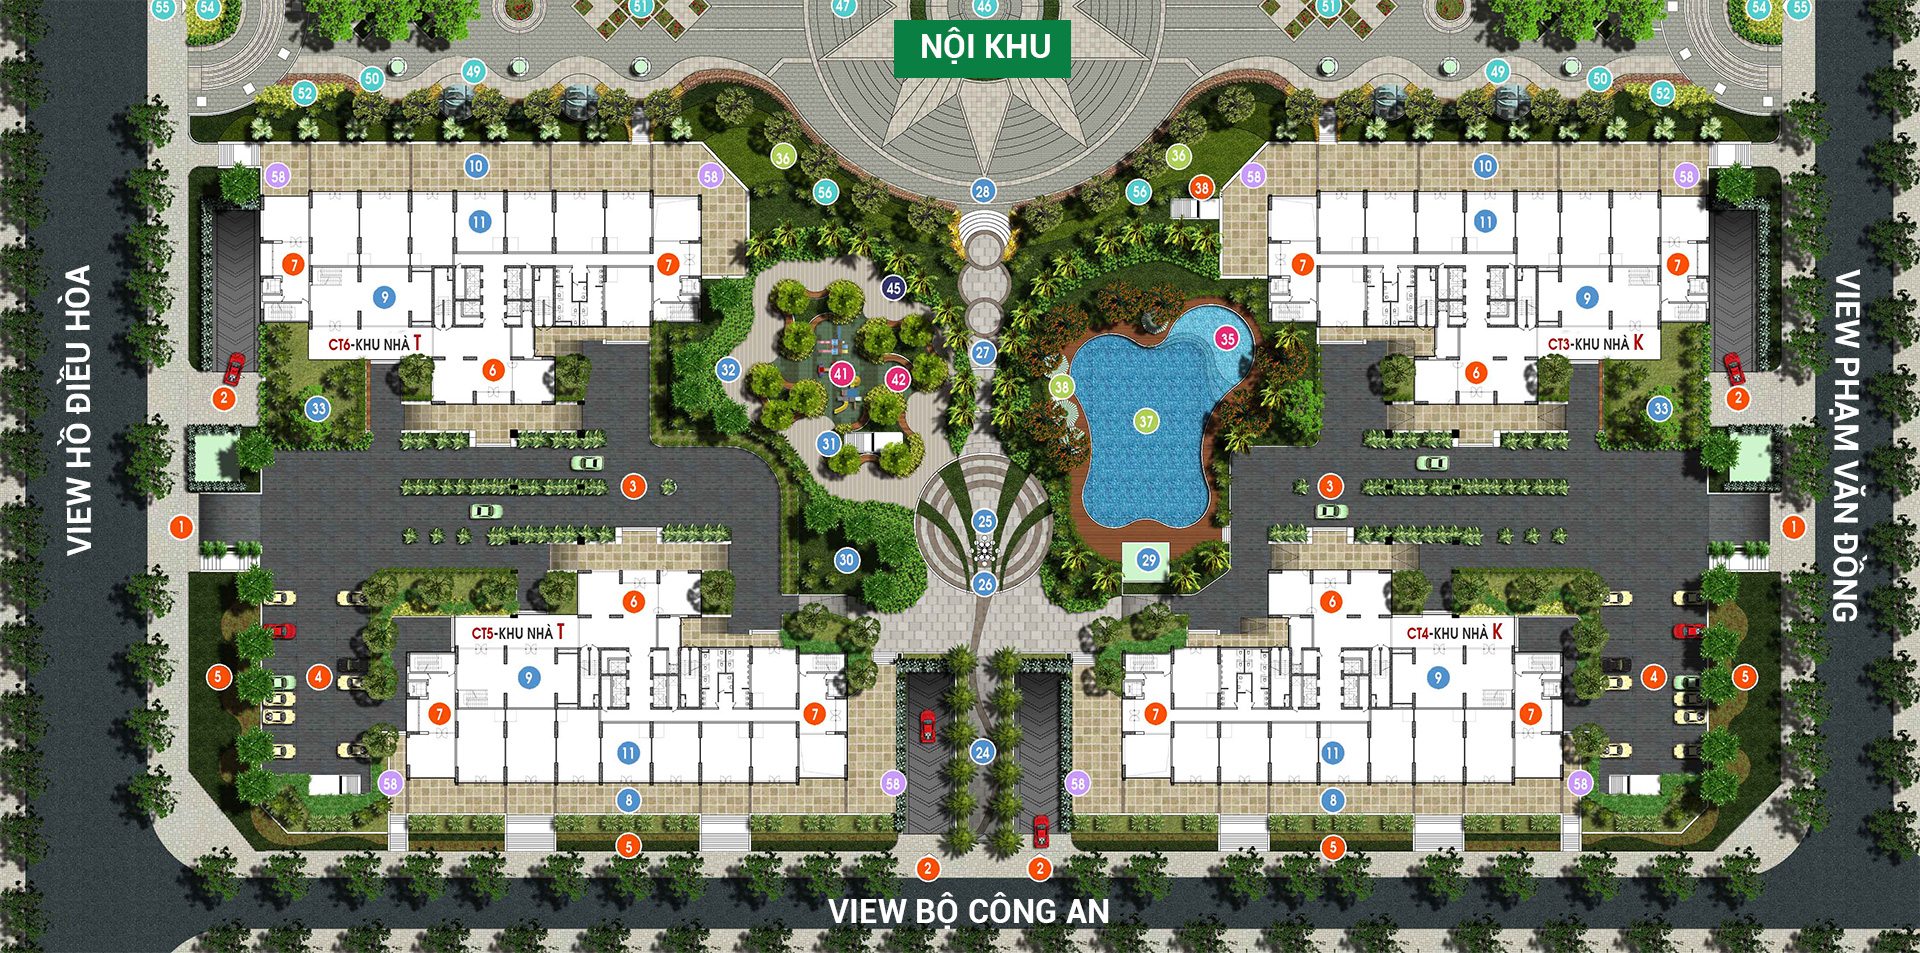 55 54 51 47 46 51 54 55
NỘI KHU
52 50 49 49 50 52
58 10 58 36 36 58 10 58
56 28 56 38
11 11
7 7 45 7 7
9 9
CT6-KHU NHÀ T 27 35 CT3-KHU NHÀ K
VIEW HỒ ĐIỀU HÒA
VIEW PHẠM VĂN ĐỒNG
2 6 32 41 42 38 6 2
33 31 37 33
3 3
1 25 1
30 29
26
6 6
CT5-KHU NHÀ T CT4-KHU NHÀ K
5 4 9 9 4 5
7 7 7 7
11 24 11
58 58 58 58
8 8
5 5
2 2
VIEW BỘ CÔNG AN